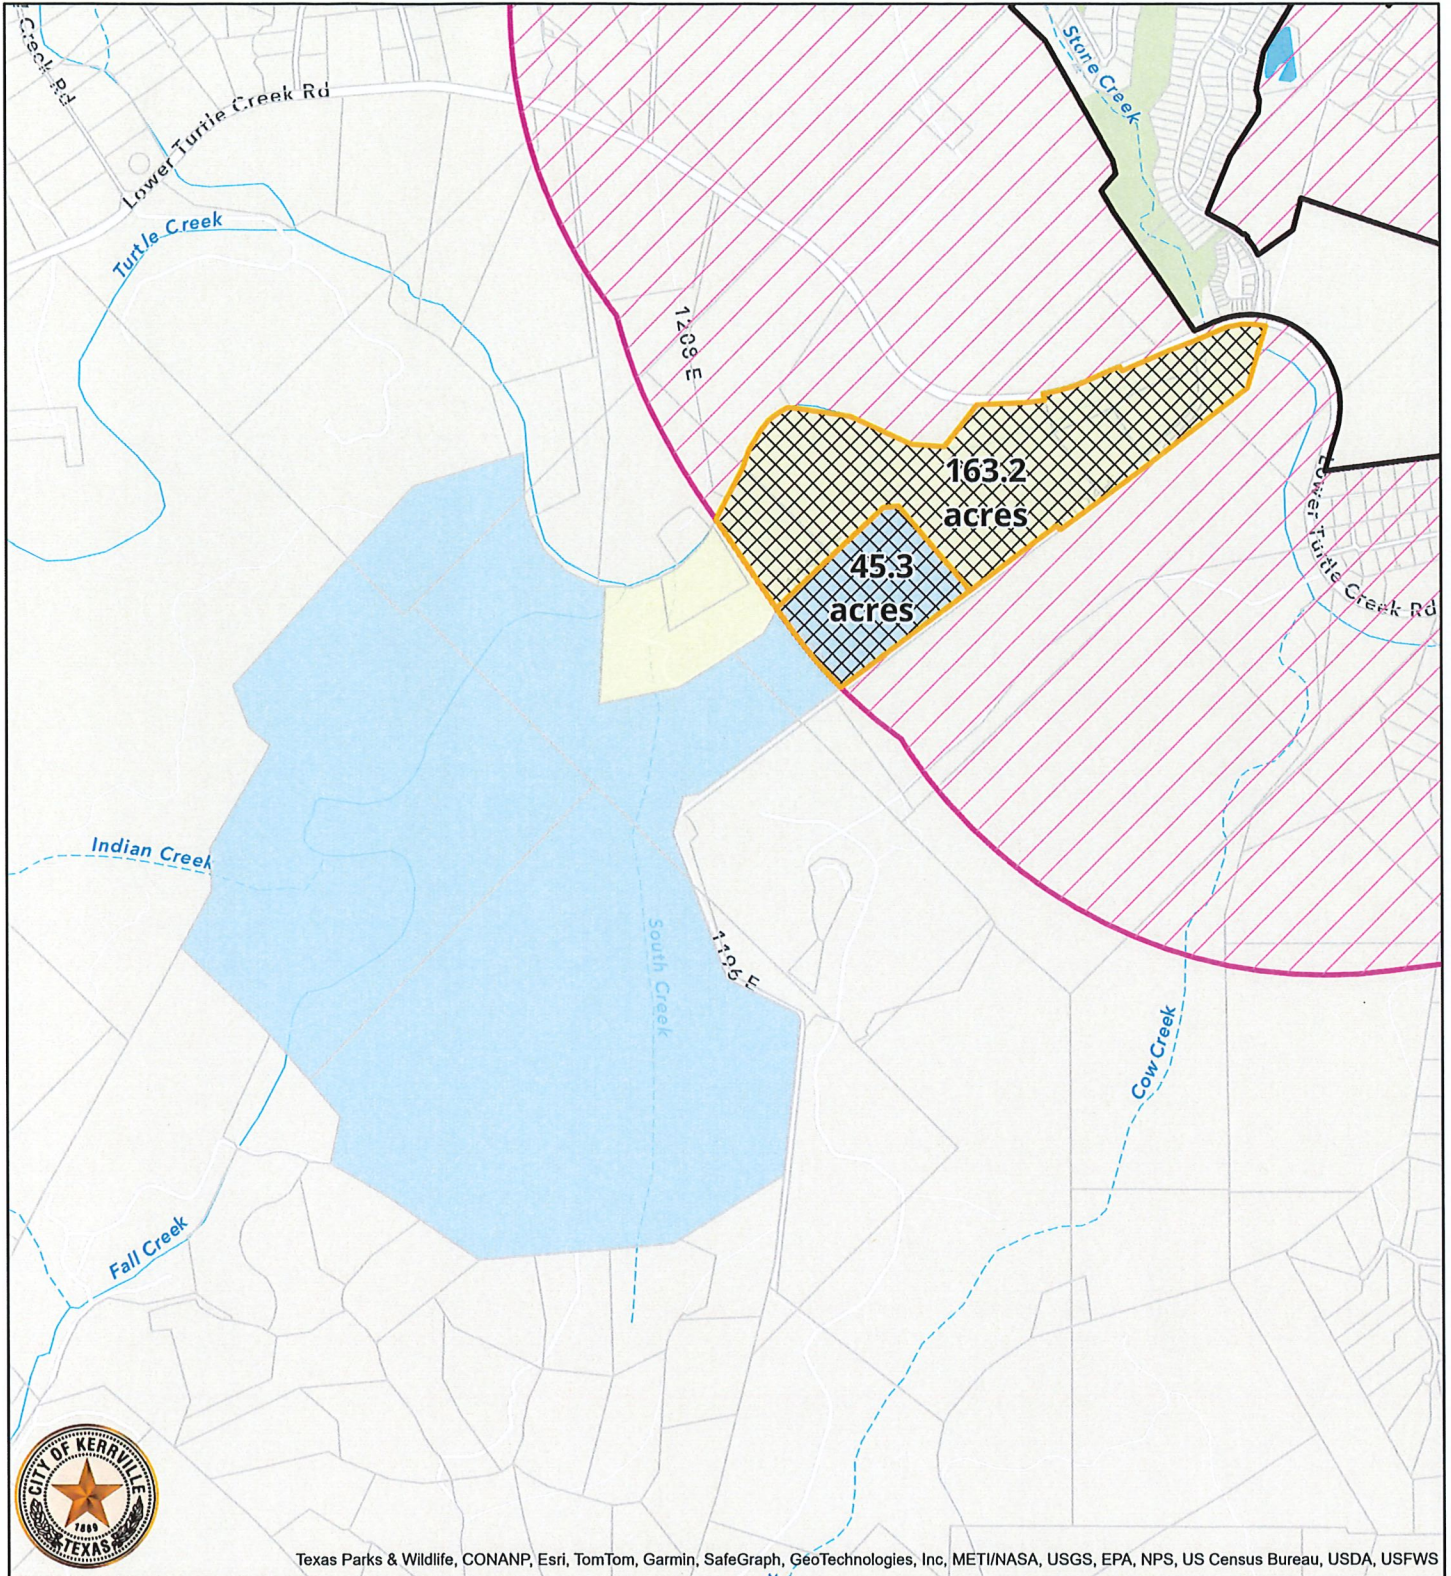 Creek Rd
Lower Turtle Creek Rd
Turtle Creek
Stone Creek
1208 E
163.2
acres
45.3
acres
Lower Turtle Creek Rd
Indian Creek
South Creek
1196 E
Cow Creek
Fall Creek
CITY OF KERRVILLE
1889
TEXAS
Texas Parks & Wildlife, CONANP, Esri, TomTom, Garmin, SafeGraph, GeoTechnologies, Inc, METI/NASA, USGS, EPA, NPS, US Census Bureau, USDA, USFWS